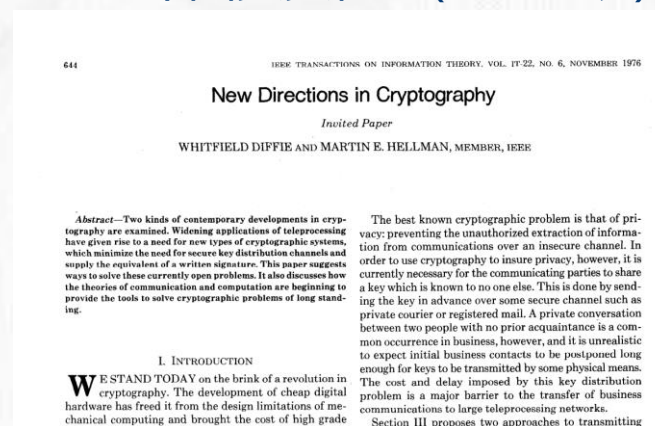 644
IEEE TRANSACTIONS ON INFORMATION THEORY, VOL. IT-22, NO. 6, NOVEMBER 1976
New Directions in Cryptography
Invited Paper
WHITFIELD DIFFIE AND MARTIN E. HELLMAN, MEMBER, IEEE
Abstract—Two kinds of contemporary developments in cryp-
tography are examined. Widening applications of teleprocessing
have given rise to a need for new types of cryptographic systems,
which minimize the need for secure key distribution channels and
supply the equivalent of a written signature. This paper suggests
ways to solve these currently open problems. It also discusses how
the theories of communication and computation are beginning to
provide the tools to solve cryptographic problems of long stand-
ing.
I. INTRODUCTION
WE STAND TODAY on the brink of a revolution in
cryptography. The development of cheap digital
hardware has freed it from the design limitations of me-
chanical computing and brought the cost of high grade
The best known cryptographic problem is that of pri-
vacy: preventing the unauthorized extraction of informa-
tion from communications over an insecure channel. In
order to use cryptography to insure privacy, however, it is
currently necessary for the communicating parties to share
a key which is known to no one else. This is done by send-
ing the key in advance over some secure channel such as
private courier or registered mail. A private conversation
between two people with no prior acquaintance is a com-
mon occurrence in business, however, and it is unrealistic
to expect initial business contacts to be postponed long
enough for keys to be transmitted by some physical means.
The cost and delay imposed by this key distribution
problem is a major barrier to the transfer of business
communications to large teleprocessing networks.
Section III proposes two approaches to transmitting